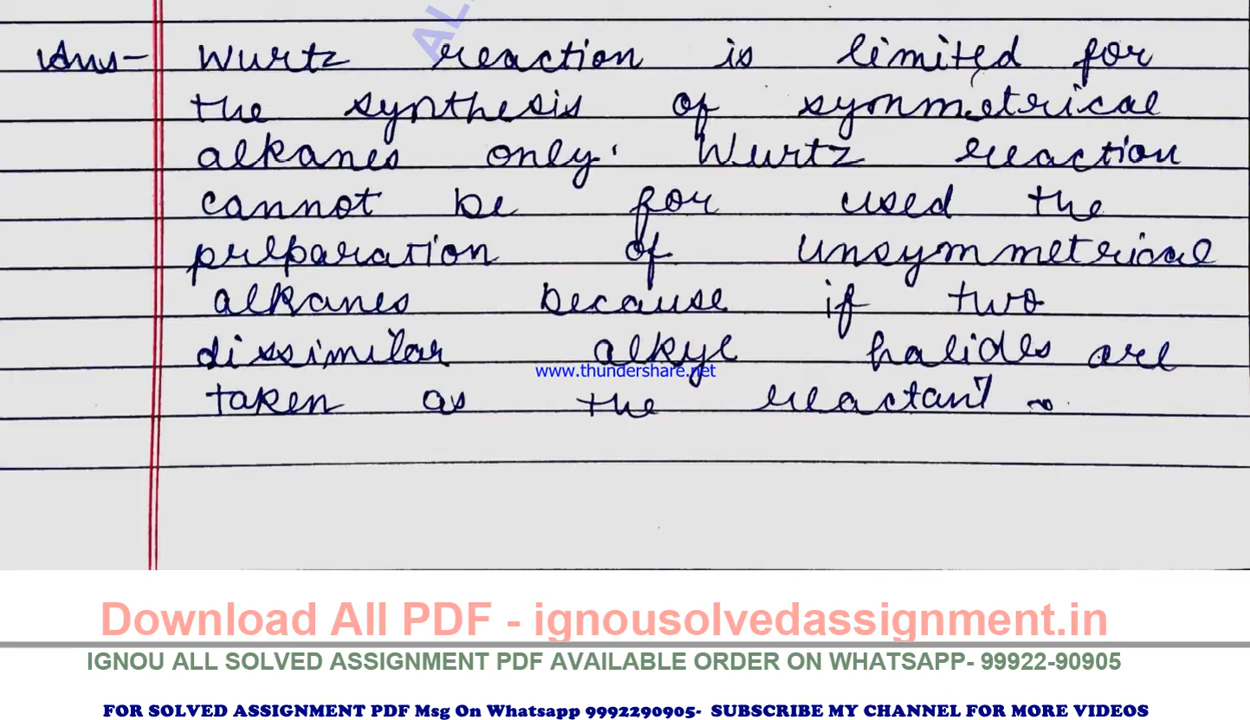 AL
Ans- Wurtz reaction is limited for
the synthesis of symmetrical
alkanes only. Wurtz reaction
cannot be for used the
preparation of unsymmetrical
alkanes because if two
dissimilar alkyl halides are
www.thundershare.net
taken as the reactant
Download All PDF - ignousolvedassignment.in
IGNOU ALL SOLVED ASSIGNMENT PDF AVAILABLE ORDER ON WHATSAPP- 99922-90905
FOR SOLVED ASSIGNMENT PDF Msg On Whatsapp 9992290905- SUBSCRIBE MY CHANNEL FOR MORE VIDEOS